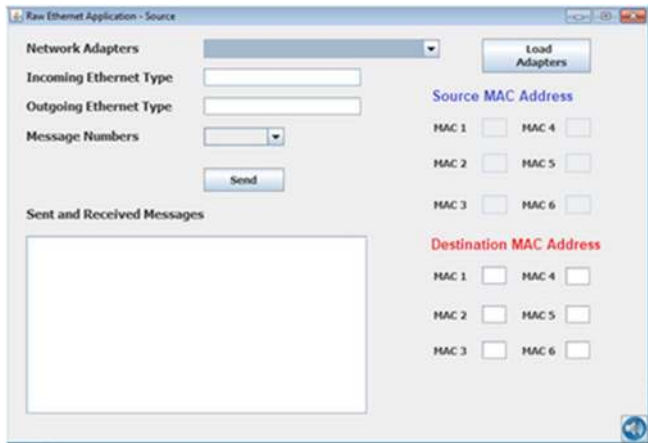 Raw Ethernet Application - Source
Network Adapters
Load Adapters
Incoming Ethernet Type
Outgoing Ethernet Type
Message Numbers
Send
Sent and Received Messages
Source MAC Address
MAC 1 MAC 4
MAC 2 MAC 5
MAC 3 MAC 6
Destination MAC Address
MAC 1 MAC 4
MAC 2 MAC 5
MAC 3 MAC 6